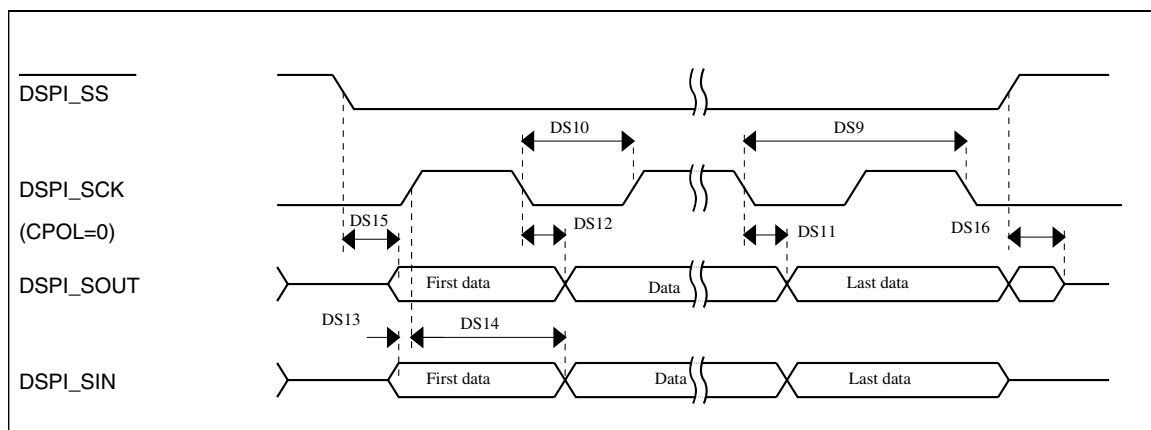 DSPI_SS
DS10
DS9
DSPI_SCK
(CPOL=0)
DS15
DS12
DS11
DS16
DSPI_SOUT
First data
Data
Last data
DS13
DS14
DSPI_SIN
First data
Data
Last data